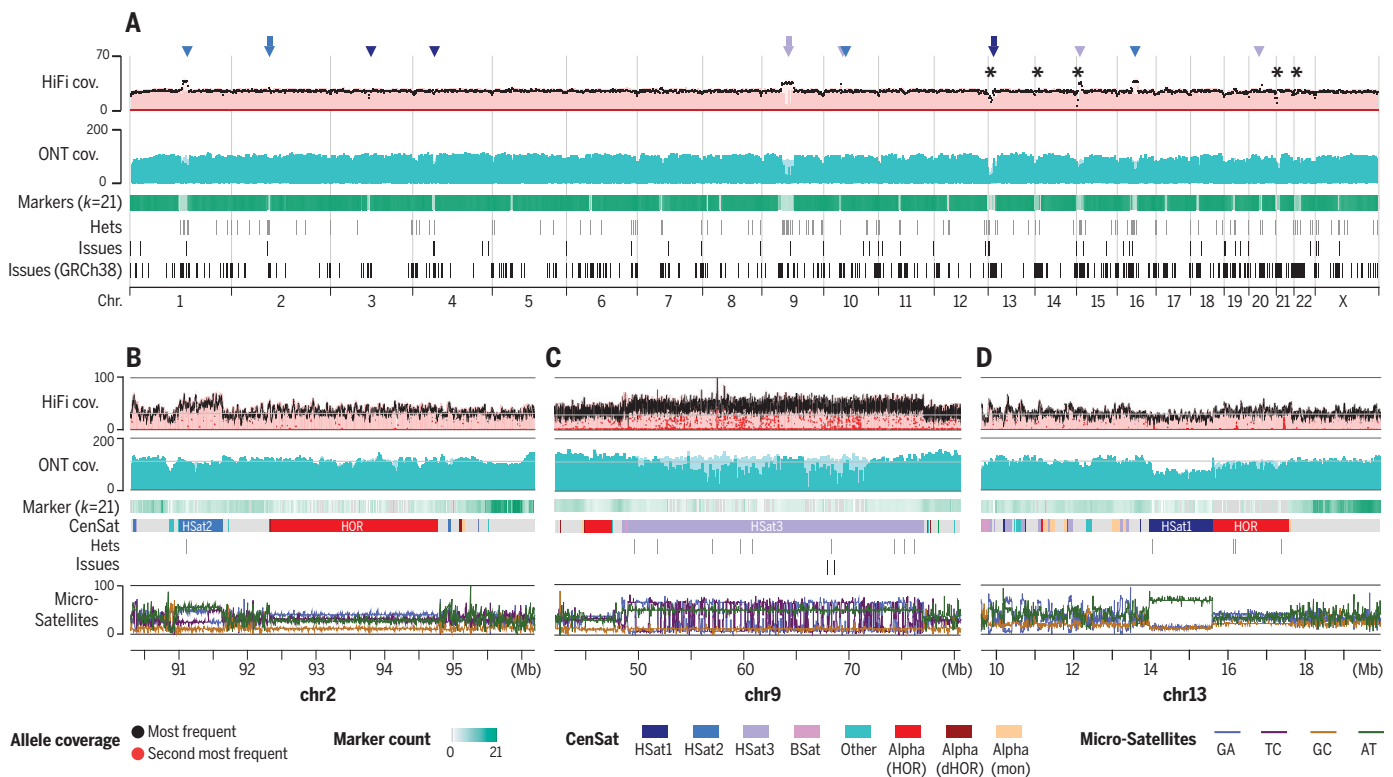 A
70
HiFi cov.
0
* * * * *
200
ONT cov.
0
Markers (k=21)
Hets
Issues
Issues (GRCh38)
Chr. 1 2 3 4 5 6 7 8 9 10 11 12 13 14 15 16 17 18 19 20 21 22 X
B C D
100
HiFi cov.
0
200
ONT cov.
0
Marker (k=21)
CenSat HSat2 HOR HSat3 HSat1 HOR
Hets
Issues
100
Micro-
Satellites
0
91 92 93 94 95 (Mb) 50 60 70 (Mb) 10 12 14 16 18 (Mb)
chr2 chr9 chr13
Allele coverage
Most frequent
Second most frequent
Marker count
0 21
CenSat
HSat1 HSat2 HSat3 BSat Other Alpha (HOR) Alpha (dHOR) Alpha (mon)
Micro-Satellites
GA TC GC AT